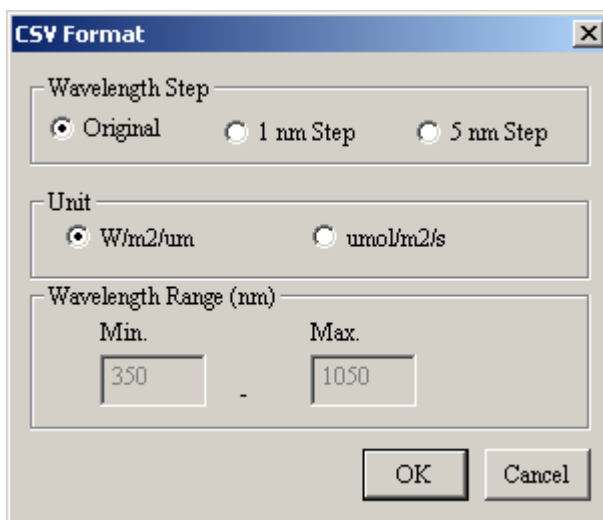 CSV Format
Wavelength Step
Original 1 nm Step 5 nm Step
Unit
W/m2/um umol/m2/s
Wavelength Range (nm)
Min. Max.
350 - 1050
OK Cancel